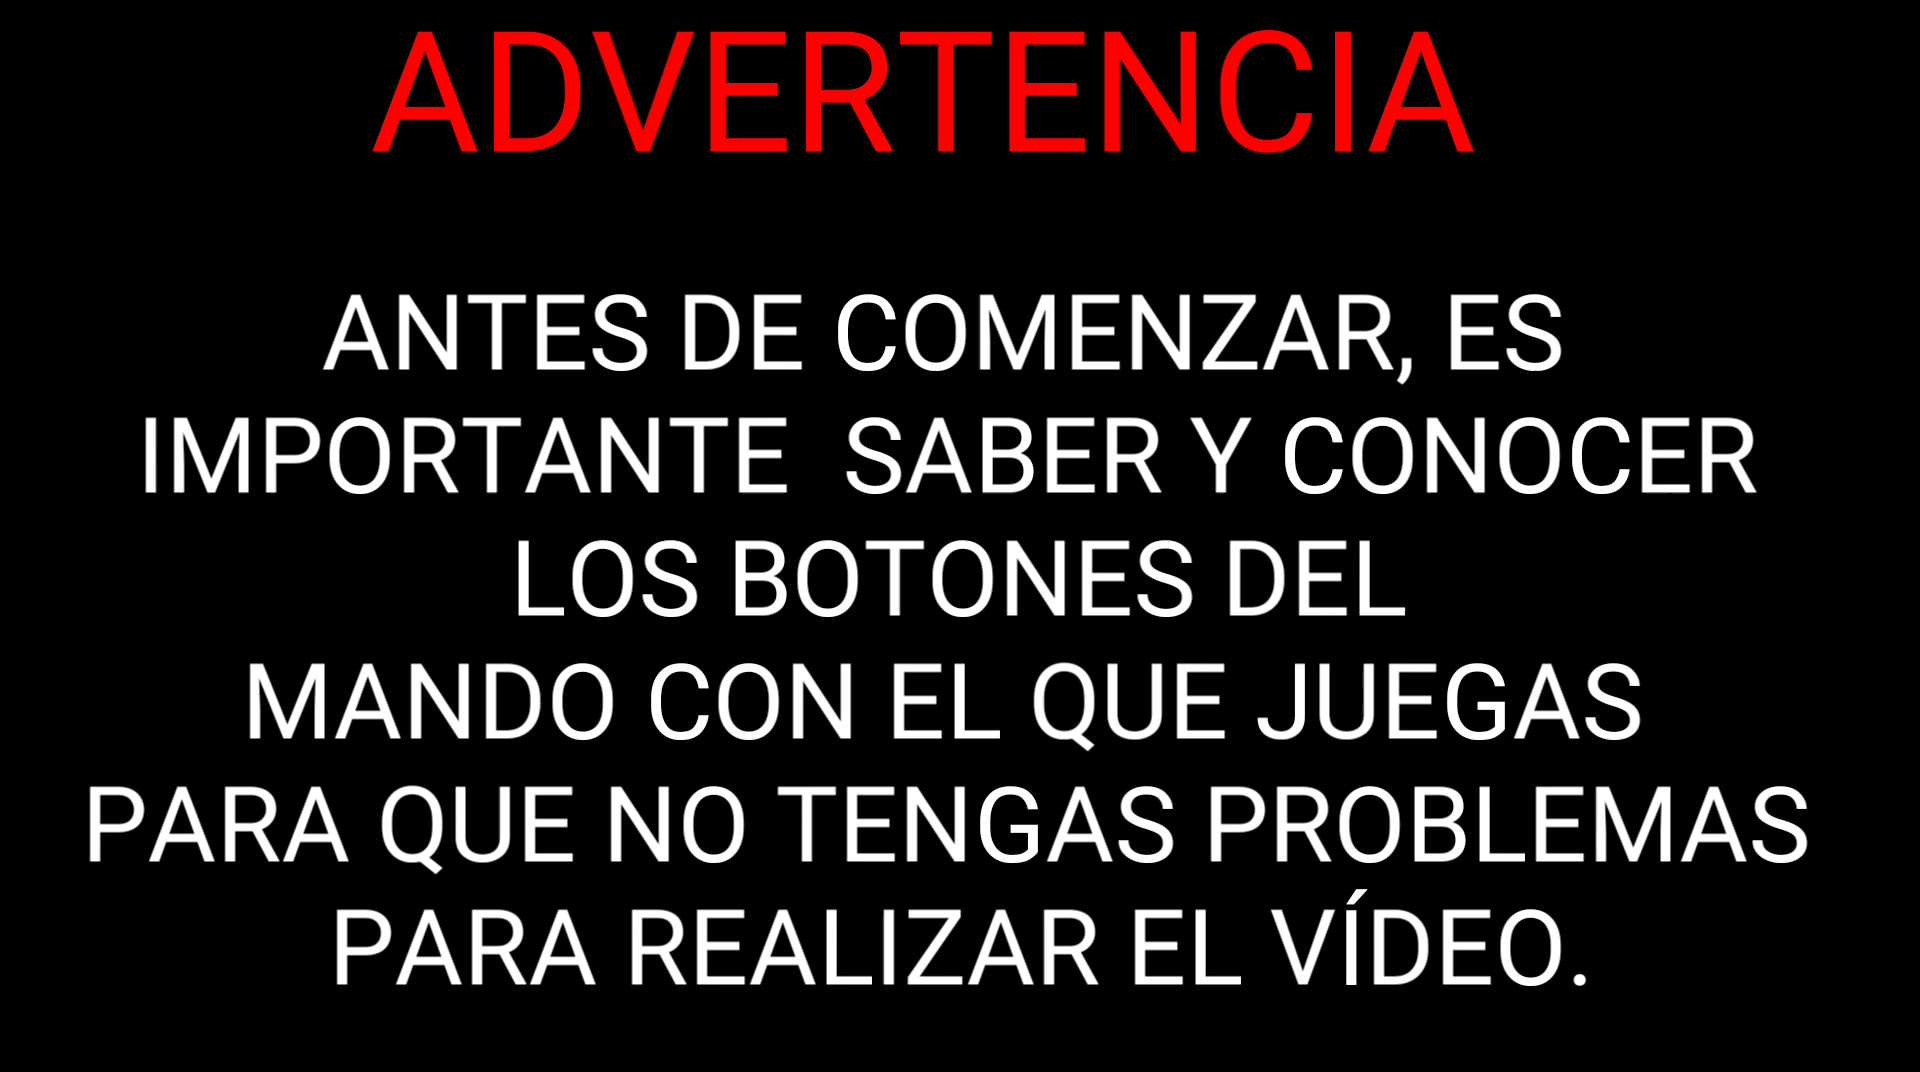 ADVERTENCIA
ANTES DE COMENZAR, ES
IMPORTANTE  SABER Y CONOCER
LOS BOTONES DEL
MANDO CON EL QUE JUEGAS
PARA QUE NO TENGAS PROBLEMAS
PARA REALIZAR EL VÍDEO.